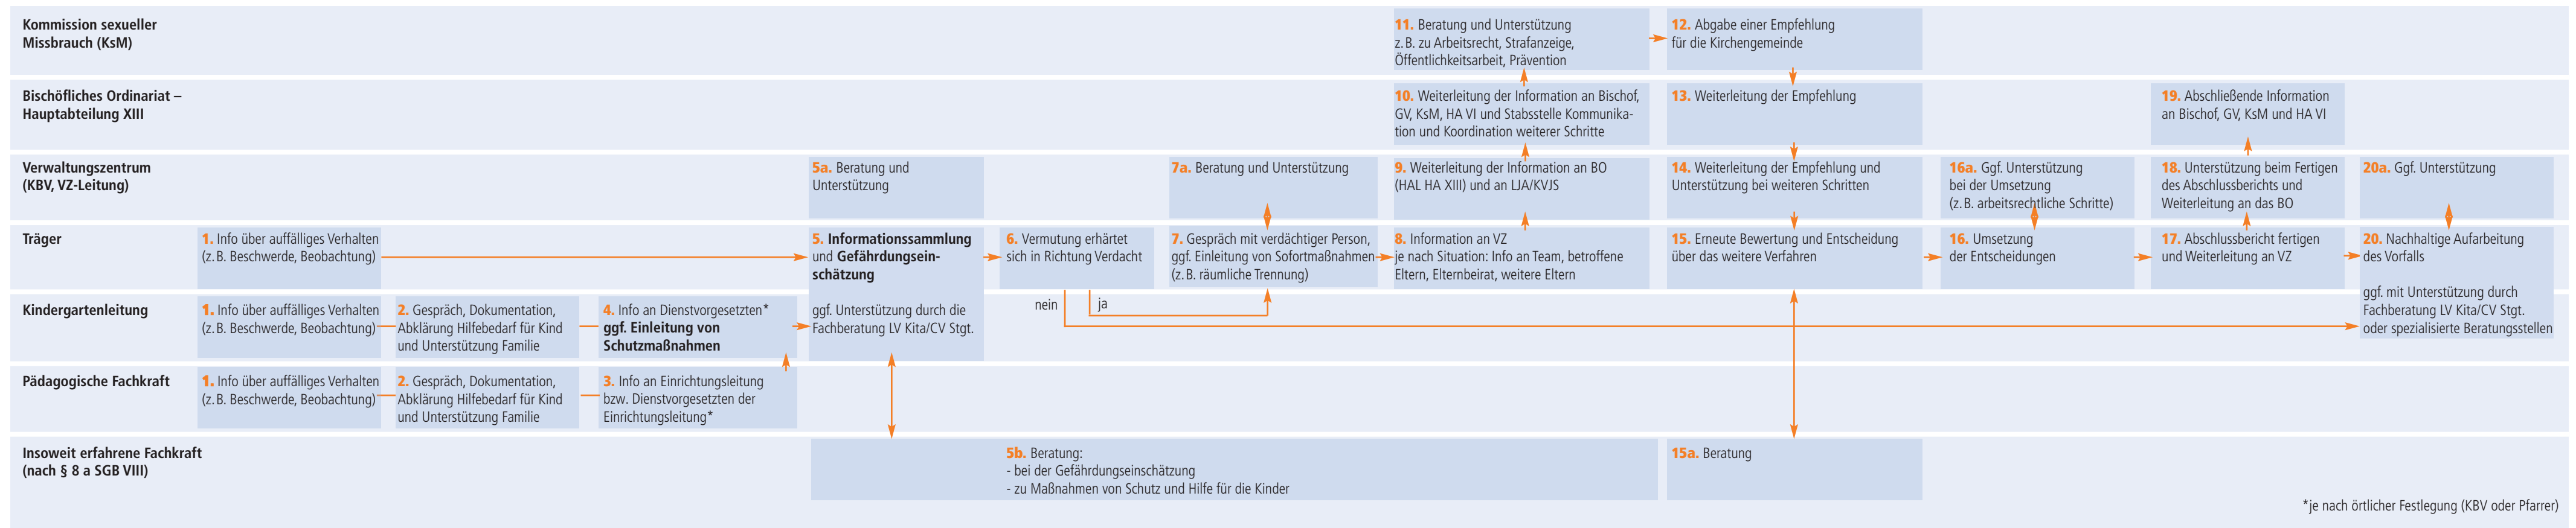 Kommission sexueller
Missbrauch (KsM)
11. Beratung und Unterstützung
z. B. zu Arbeitsrecht, Strafanzeige,
Öffentlichkeitsarbeit, Prävention
12. Abgabe einer Empfehlung
für die Kirchengemeinde
Bischöfliches Ordinariat –
Hauptabteilung XIII
10. Weiterleitung der Information an Bischof,
GV, KsM, HA VI und Stabsstelle Kommunika-
tion und Koordination weiterer Schritte
13. Weiterleitung der Empfehlung
19. Abschließende Information
an Bischof, GV, KsM und HA VI
Verwaltungszentrum
(KBV, VZ-Leitung)
5a. Beratung und
Unterstützung
7a. Beratung und Unterstützung
9. Weiterleitung der Information an BO
(HAL HA XIII) und an LJA/KVJS
14. Weiterleitung der Empfehlung und
Unterstützung bei weiteren Schritten
16a. Ggf. Unterstützung
bei der Umsetzung
(z. B. arbeitsrechtliche Schritte)
18. Unterstützung beim Fertigen
des Abschlussberichts und
Weiterleitung an das BO
20a. Ggf. Unterstützung
Träger
1. Info über auffälliges Verhalten
(z. B. Beschwerde, Beobachtung)
5. Informationssammlung
und Gefährdungsein-
schätzung
ggf. Unterstützung durch die
Fachberatung LV Kita/CV Stgt.
6. Vermutung erhärtet
sich in Richtung Verdacht
nein
ja
7. Gespräch mit verdächtiger Person,
ggf. Einleitung von Sofortmaßnahmen
(z. B. räumliche Trennung)
8. Information an VZ
je nach Situation: Info an Team, betroffene
Eltern, Elternbeirat, weitere Eltern
15. Erneute Bewertung und Entscheidung
über das weitere Verfahren
16. Umsetzung
der Entscheidungen
17. Abschlussbericht fertigen
und Weiterleitung an VZ
20. Nachhaltige Aufarbeitung
des Vorfalls
ggf. mit Unterstützung durch
Fachberatung LV Kita/CV Stgt.
oder spezialisierte Beratungsstellen
Kindergartenleitung
1. Info über auffälliges Verhalten
(z. B. Beschwerde, Beobachtung)
2. Gespräch, Dokumentation,
Abklärung Hilfebedarf für Kind
und Unterstützung Familie
4. Info an Dienstvorgesetzten*
ggf. Einleitung von
Schutzmaßnahmen
Pädagogische Fachkraft
1. Info über auffälliges Verhalten
(z. B. Beschwerde, Beobachtung)
2. Gespräch, Dokumentation,
Abklärung Hilfebedarf für Kind
und Unterstützung Familie
3. Info an Einrichtungsleitung
bzw. Dienstvorgesetzten der
Einrichtungsleitung*
Insoweit erfahrene Fachkraft
(nach § 8 a SGB VIII)
5b. Beratung:
- bei der Gefährdungseinschätzung
- zu Maßnahmen von Schutz und Hilfe für die Kinder
15a. Beratung
*je nach örtlicher Festlegung (KBV oder Pfarrer)